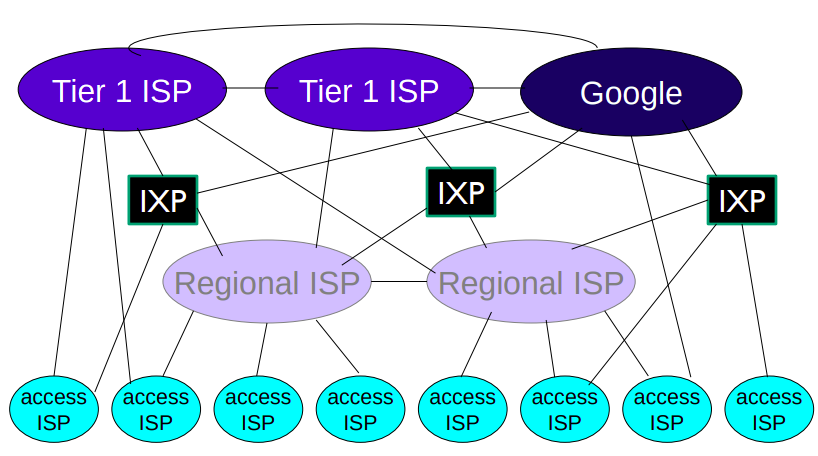 Tier 1 ISP
Tier 1 ISP
Google
IXP
IXP
IXP
Regional ISP
Regional ISP
access
ISP
access
ISP
access
ISP
access
ISP
access
ISP
access
ISP
access
ISP
access
ISP